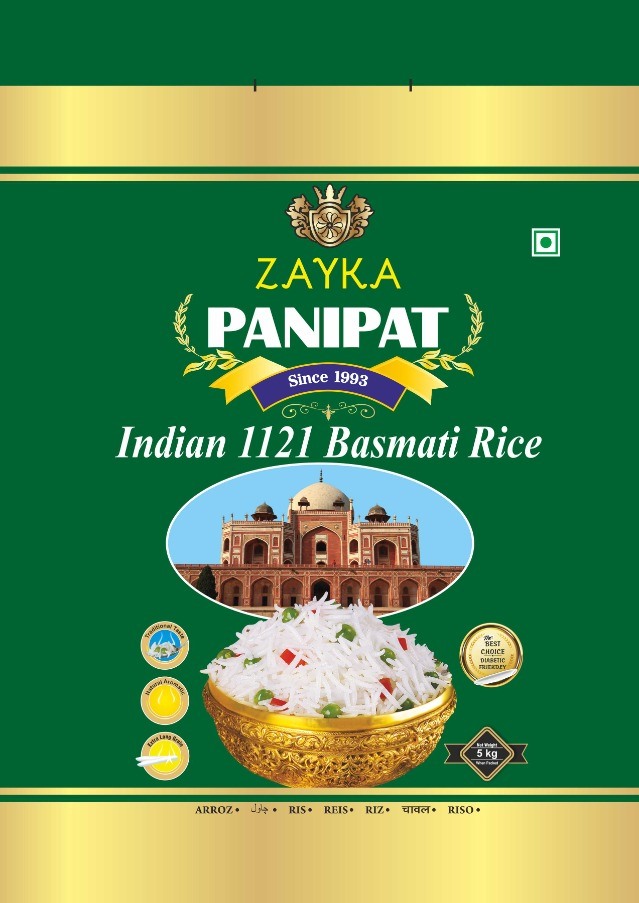 ZAYKA
PANIPAT
Since 1993
Indian 1121 Basmati Rice
Traditional Taste
Natural Aromatic
Extra Long Grain
The
BEST
CHOICE
DIABETIC
FRIENDLY
Net Weight
5 kg
When Packed
ARROZ • چاول • RIS • REIS • RIZ • चावल • RISO •